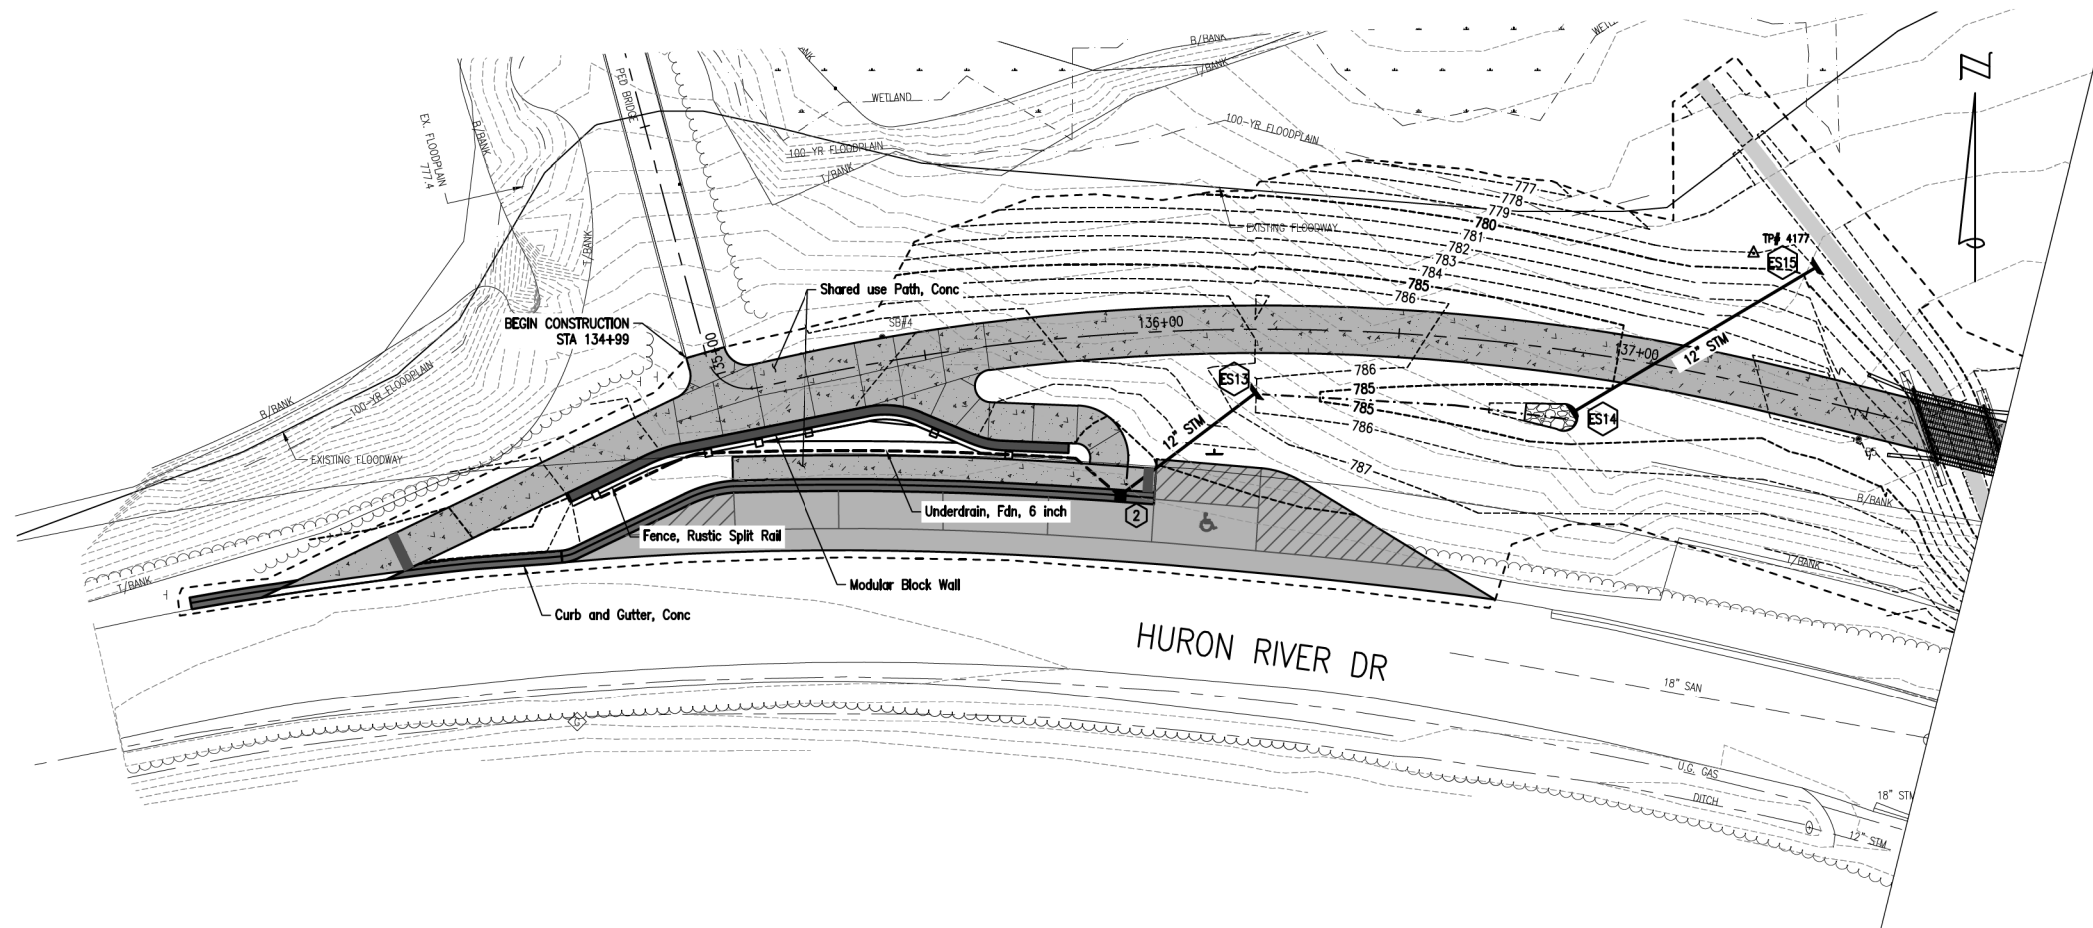 B/BANK
T/BANK
WETLAND
PED BRIDGE
B/BANK
EX. FLOODPLAIN
777.4
100-YR FLOODPLAIN
100-YR FLOODPLAIN
T/BANK
T/BANK
N
777
778
779
780
781
782
783
784
785
786
EXISTING FLOODWAY
TP# 4177
ES15
Shared use Path, Conc
SB#4
BEGIN CONSTRUCTION
STA 134+99
135+00
136+00
137+00
12" STM
ES13
786
785
785
786
ES14
12" STM
787
B/BANK
100-YR FLOODPLAIN
EXISTING FLOODWAY
B/BANK
T/BANK
T/BANK
Underdrain, Fdn, 6 inch
2
Fence, Rustic Split Rail
Modular Block Wall
Curb and Gutter, Conc
HURON RIVER DR
18" SAN
G
U.G. GAS
DITCH
18" STM
12" STM